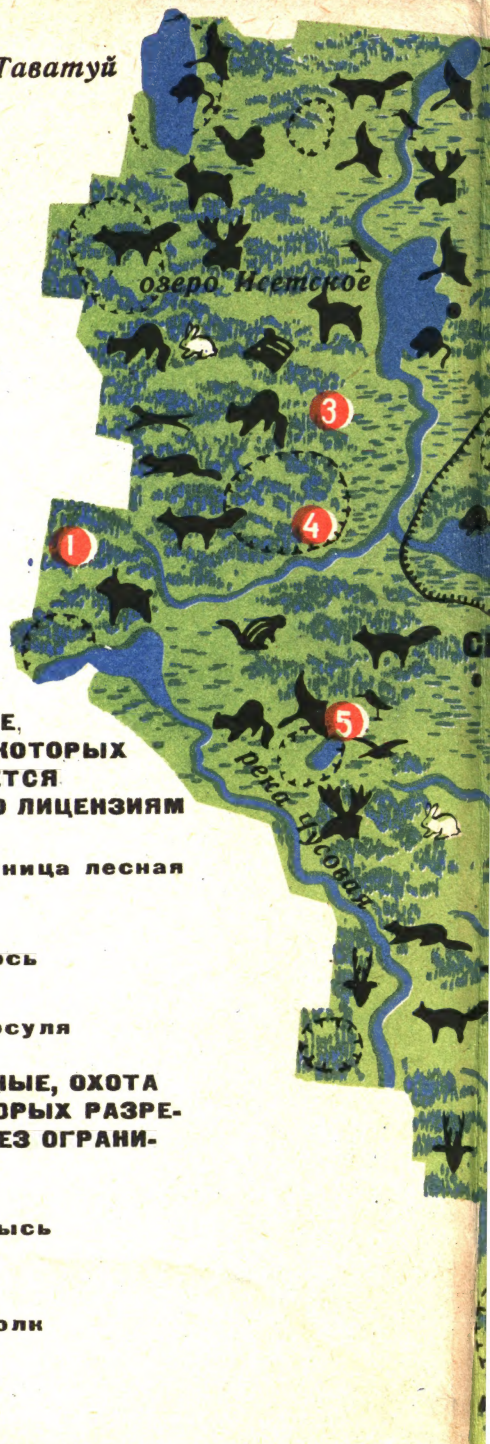 Таватуй
озеро Исетское
3
4
1
С
5
река Чусовая
Е,
КОТОРЫХ
ЕТСЯ
О ЛИЦЕНЗИЯМ
ница лесная
ось
осуля
НЫЕ, ОХОТА
ОРЫХ РАЗРЕ-
ЕЗ ОГРАНИ-
ысь
олк